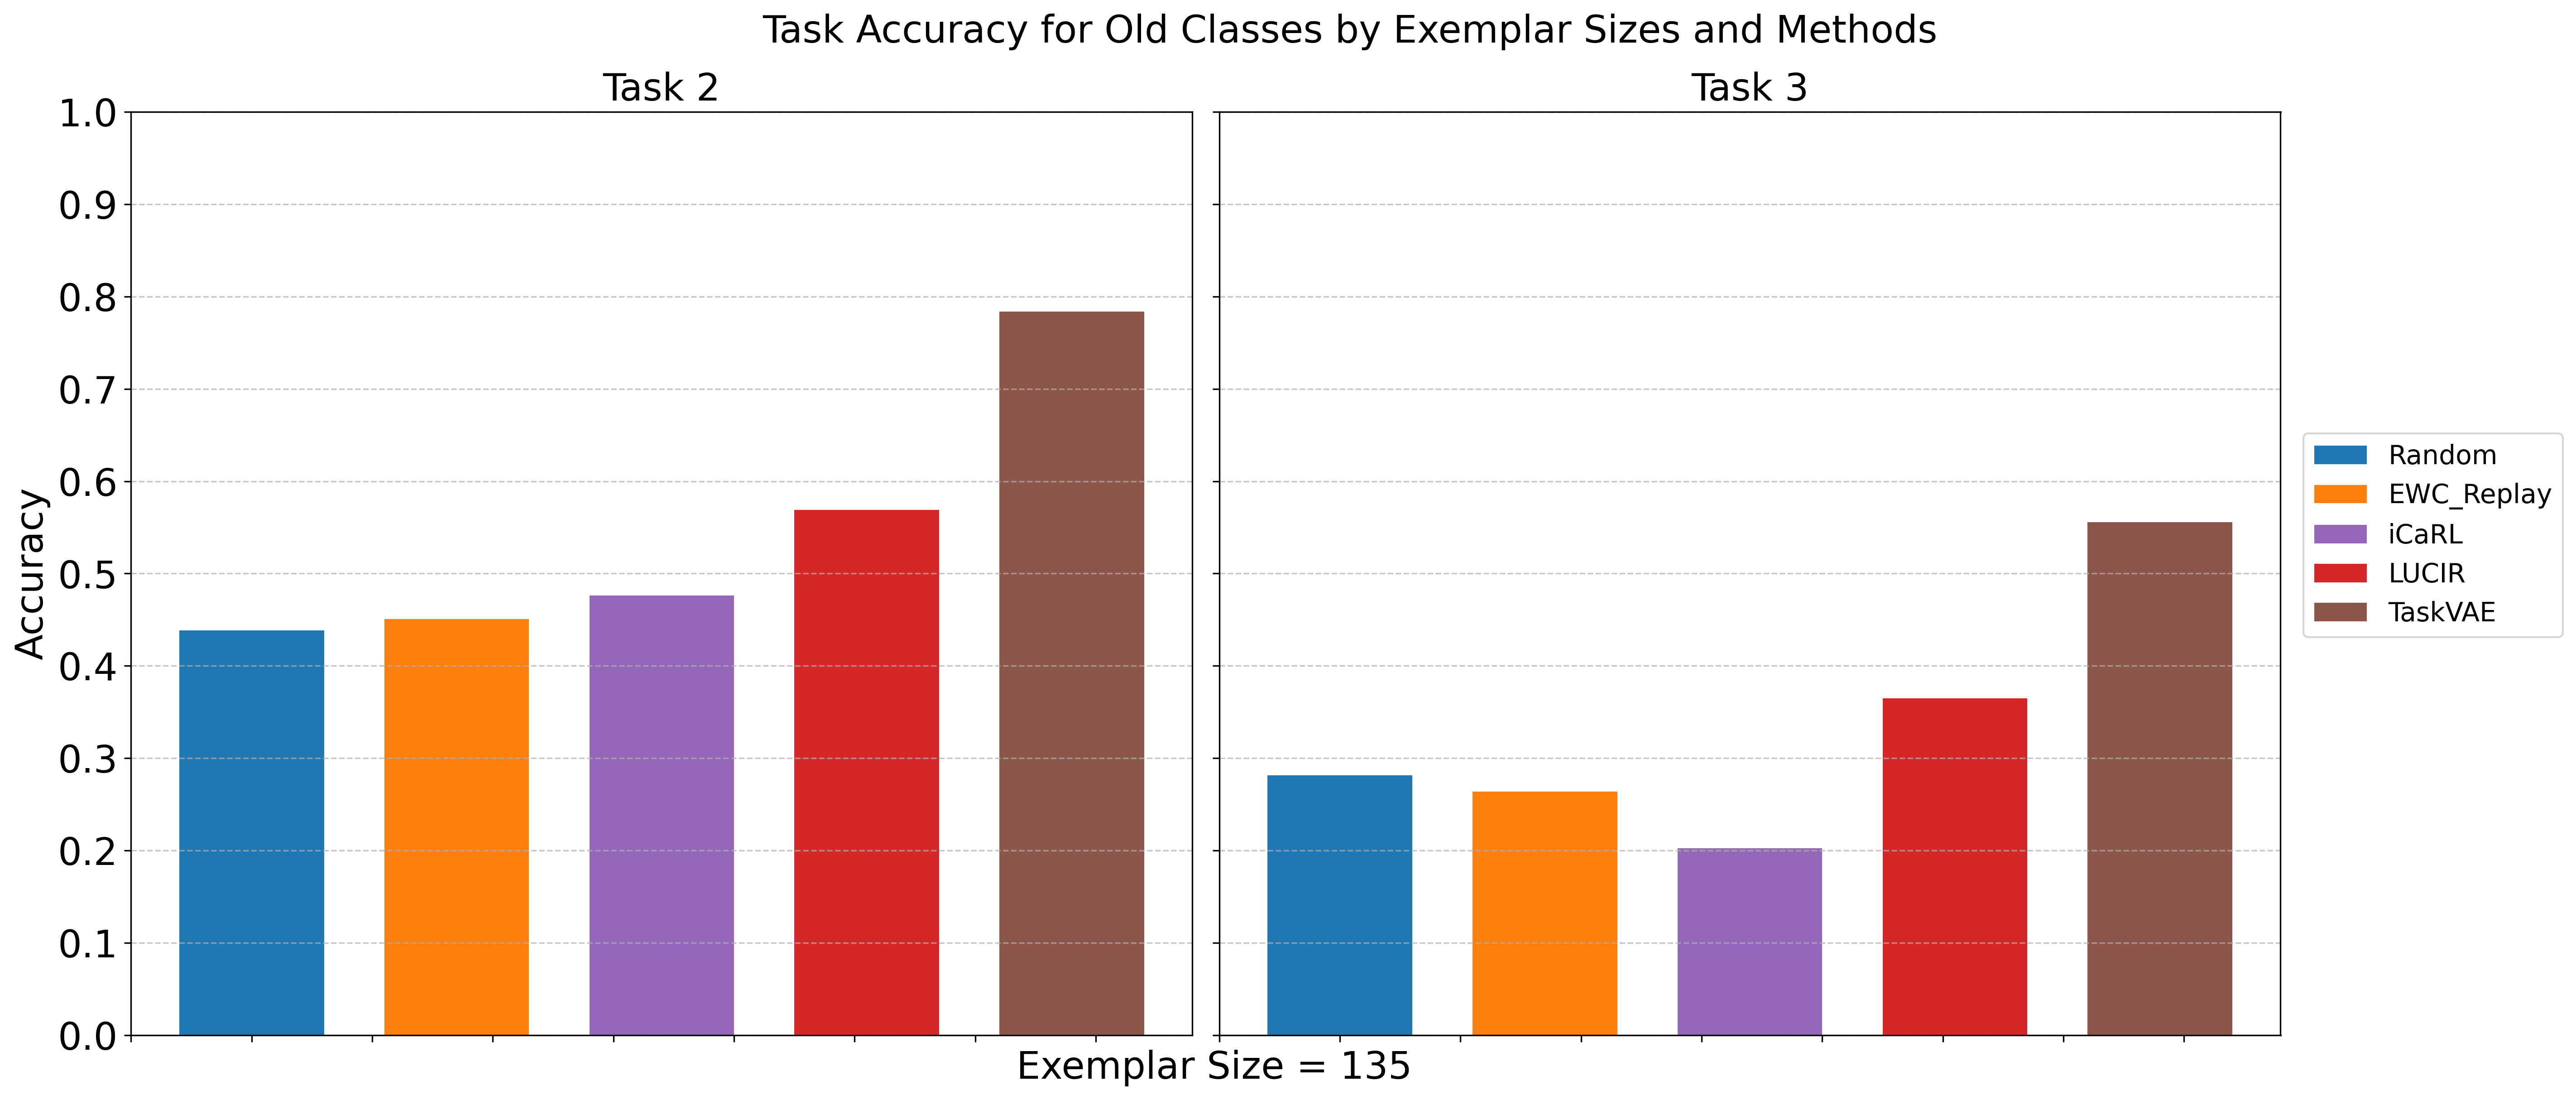 Task Accuracy for Old Classes by Exemplar Sizes and Methods
Task 2
Task 3
Accuracy
1.0
0.9
0.8
0.7
0.6
0.5
0.4
0.3
0.2
0.1
0.0
Exemplar Size = 135
Random
EWC_Replay
iCaRL
LUCIR
TaskVAE